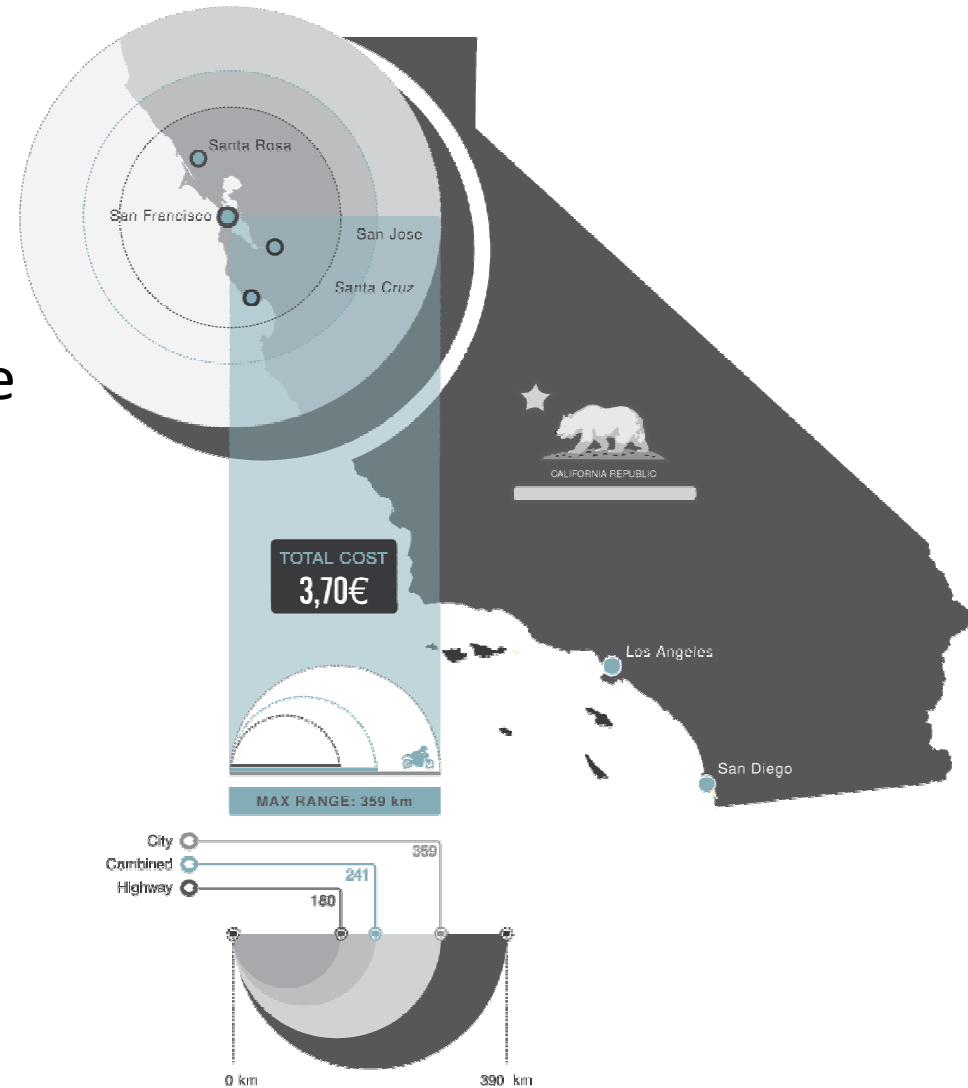 Santa Rosa
San Francisco
San Jose
Santa Cruz
e
CALIFORNIA REPUBLIC
TOTAL COST
3,70€
Los Angeles
San Diego
MAX RANGE: 359 km
City
359
Combined
241
Highway
180
0 km
390 km